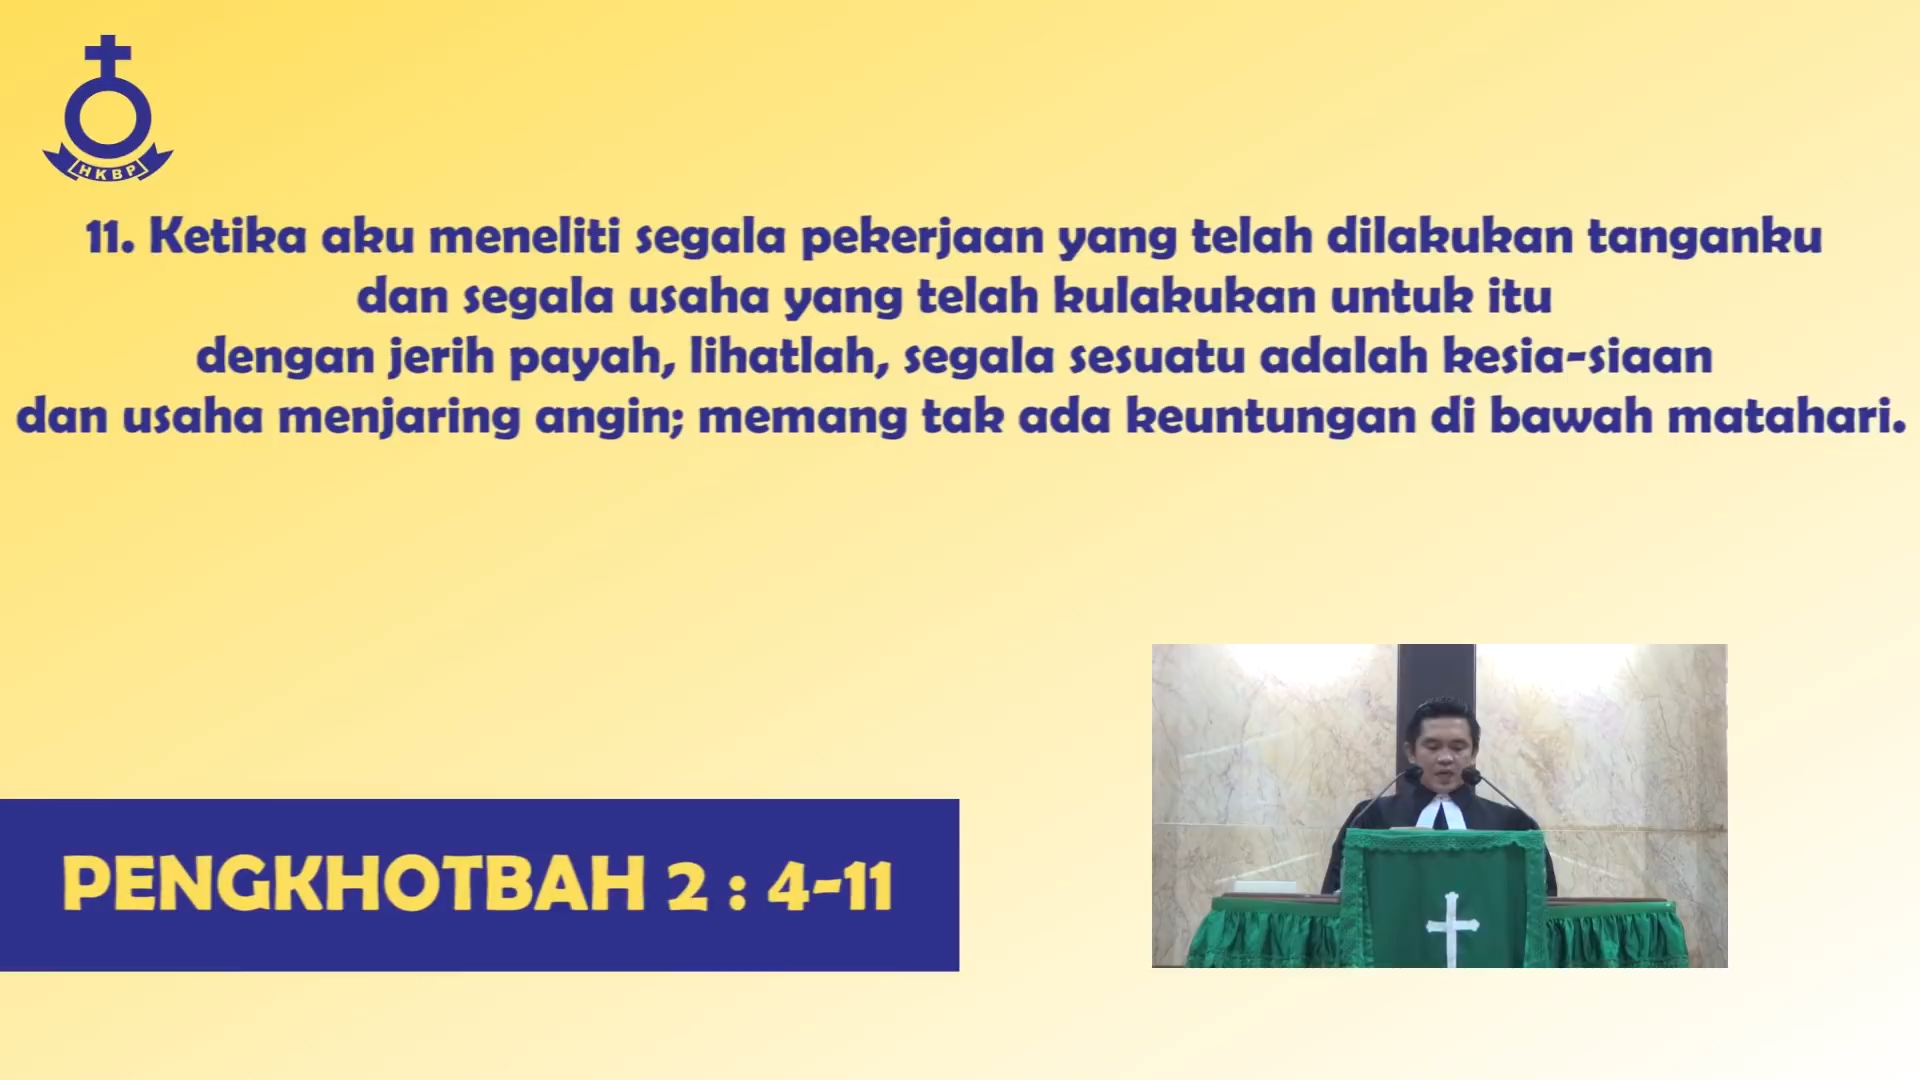 HKBP
11. Ketika aku meneliti segala pekerjaan yang telah dilakukan tanganku
dan segala usaha yang telah kulakukan untuk itu
dengan jerih payah, lihatlah, segala sesuatu adalah kesia-siaan
dan usaha menjaring angin; memang tak ada keuntungan di bawah matahari.
PENGKHOTBAH 2 : 4-11